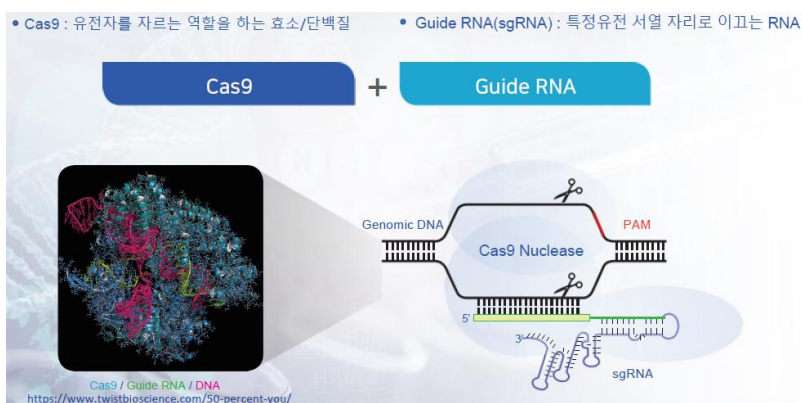 • Cas9 : 유전자를 자르는 역할을 하는 효소/단백질
• Guide RNA(sgRNA) : 특정유전 서열 자리로 이끄는 RNA
Cas9
+
Guide RNA
Genomic DNA
PAM
Cas9 Nuclease
5'
3'
sgRNA
Cas9 / Guide RNA / DNA
https://www.twistbioscience.com/50-percent-you/